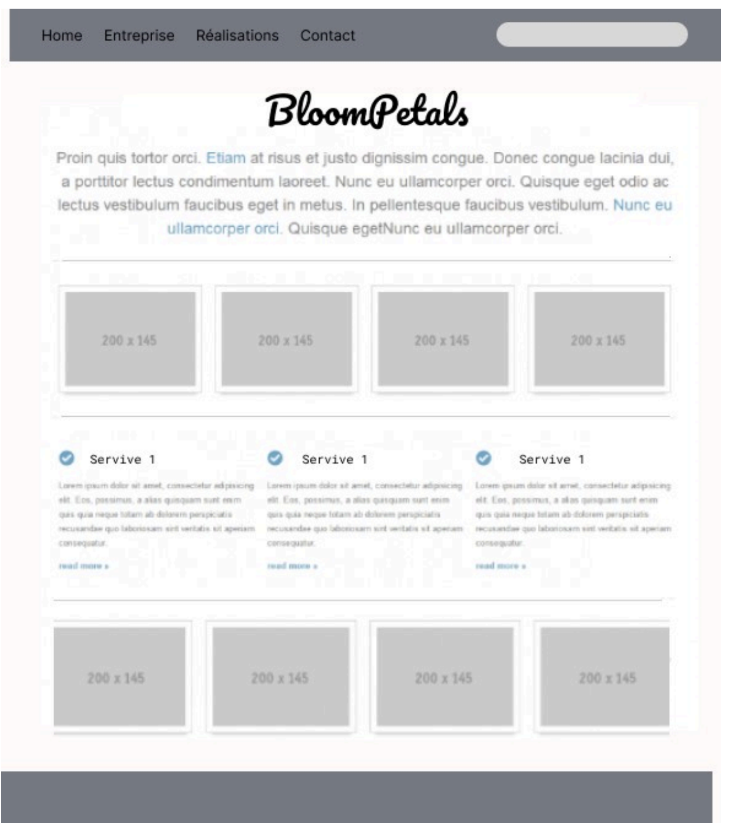 Home Entreprise Réalisations Contact
BloomPetals
Proin quis tortor orci. Etiam at risus et justo dignissim congue. Donec congue lacinia dui,
a porttitor lectus condimentum laoreet. Nunc eu ullamcorper orci. Quisque eget odio ac
lectus vestibulum faucibus eget in metus. In pellentesque faucibus vestibulum. Nunc eu
ullamcorper orci. Quisque egetNunc eu ullamcorper orci.
200 x 145 200 x 145 200 x 145 200 x 145
Servive 1
Lorem ipsum dolor sit amet, consectetur adipisicing
elit. Eos, possimus, a alias quisquam sunt enim
quis quia neque totam ab dolorem perspiciatis
recusandae quo laboriosam sint veritatis sit aperiam
consequatur.
read more »
Servive 1
Lorem ipsum dolor sit amet, consectetur adipisicing
elit. Eos, possimus, a alias quisquam sunt enim
quis quia neque totam ab dolorem perspiciatis
recusandae quo laboriosam sint veritatis sit aperiam
consequatur.
read more »
Servive 1
Lorem ipsum dolor sit amet, consectetur adipisicing
elit. Eos, possimus, a alias quisquam sunt enim
quis quia neque totam ab dolorem perspiciatis
recusandae quo laboriosam sint veritatis sit aperiam
consequatur.
read more »
200 x 145 200 x 145 200 x 145 200 x 145